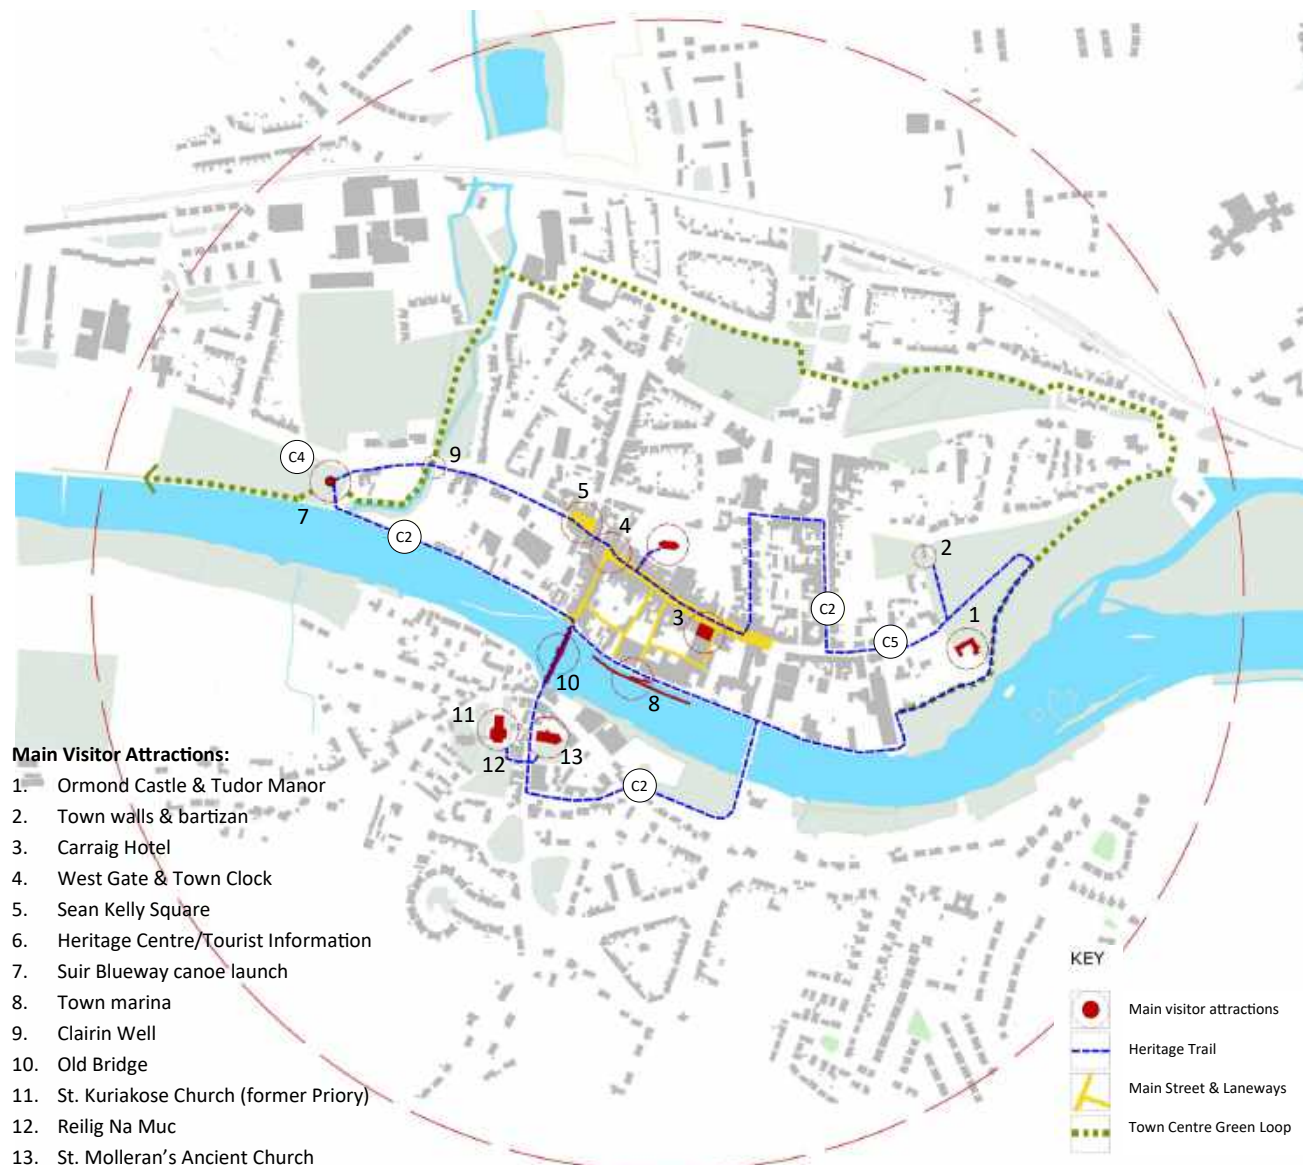 C4
9
5
7
C2
4
2
3
C2
1
C5
10
8
11
12
13
C2
Main Visitor Attractions:
1. Ormond Castle & Tudor Manor
2. Town walls & bartizan
3. Carraig Hotel
4. West Gate & Town Clock
5. Sean Kelly Square
6. Heritage Centre/Tourist Information
7. Suir Blueway canoe launch
8. Town marina
9. Clairin Well
10. Old Bridge
11. St. Kuriakose Church (former Priory)
12. Reilig Na Muc
13. St. Molleran’s Ancient Church
KEY
Main visitor attractions
Heritage Trail
Main Street & Laneways
Town Centre Green Loop